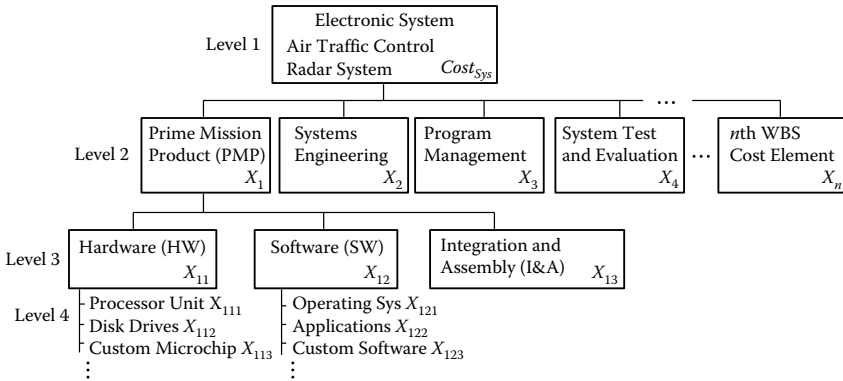 Electronic System
Level 1
Air Traffic Control
Radar System Cost_Sys
...
Level 2
Prime Mission
Product (PMP)
X_1
Systems
Engineering
X_2
Program
Management
X_3
System Test
and Evaluation
X_4
...
nth WBS
Cost Element
X_n
Level 3
Hardware (HW)
X_11
Software (SW)
X_12
Integration and
Assembly (I&A) X_13
Level 4
Processor Unit X_111
Disk Drives X_112
Custom Microchip X_113
⋮
Operating Sys X_121
Applications X_122
Custom Software X_123
⋮